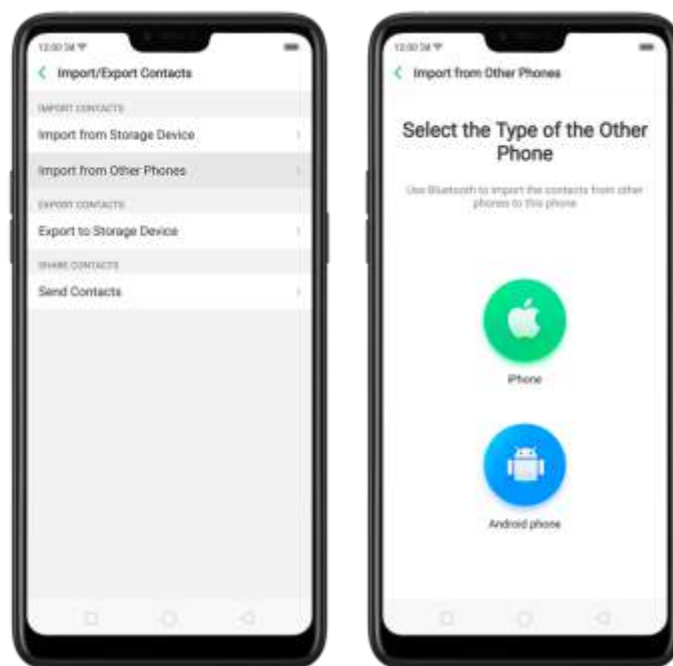 Import/Export Contacts
IMPORT CONTACTS
Import from Storage Device
Import from Other Phones
EXPORT CONTACTS
Export to Storage Device
SHARE CONTACTS
Send Contacts
Import from Other Phones
Select the Type of the Other
Phone
Use Bluetooth to import the contacts from other
phones to this phone
iPhone
Android phone